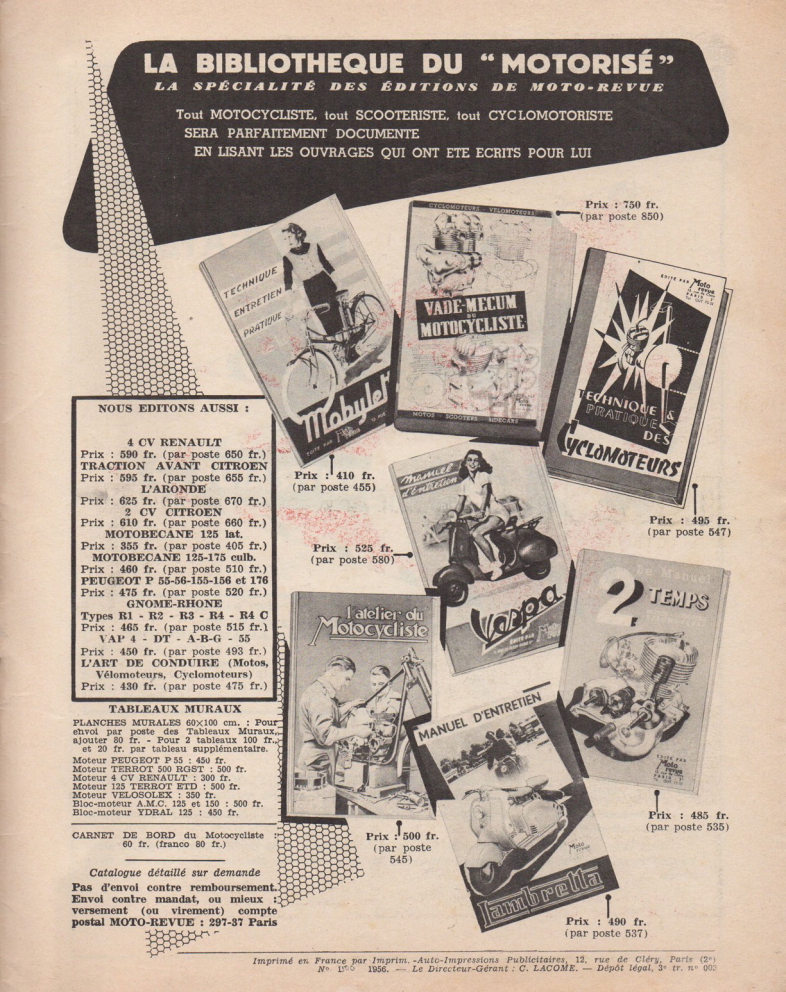 LA BIBLIOTHEQUE DU “MOTORISÉ”
LA SPÉCIALITÉ DES ÉDITIONS DE MOTO-REVUE
Tout MOTOCYCLISTE, tout SCOOTERISTE, tout CYCLOMOTORISTE
SERA PARFAITEMENT DOCUMENTE
EN LISANT LES OUVRAGES QUI ONT ETE ECRITS POUR LUI
TECHNIQUE
ENTRETIEN
PRATIQUE
Mobylet
EDITE PAR
Prix : 410 fr.
(par poste 455)
CYCLOMOTEURS - VELOMOTEURS
VADE-MECUM
DU
MOTOCYCLISTE
MOTOS - SCOOTERS - SIDECARS
Prix : 750 fr.
(par poste 850)
EDITE PAR Moto
revue
TECHNIQUE &
PRATIQUE
DES
CYCLOMOTEURS
Prix : 495 fr.
(par poste 547)
Manuel
d'entretien
Vespa
Prix : 525 fr.
(par poste 580)
l'atelier du
Motocycliste
Prix : 500 fr.
(par poste
545)
Le Manuel
2 TEMPS
EDITE PAR
Moto
revue
Prix : 485 fr.
(par poste 535)
MANUEL D'ENTRETIEN
Moto
Lambretta
Prix : 490 fr.
(par poste 537)
NOUS EDITONS AUSSI :
4 CV RENAULT
Prix : 590 fr. (par poste 650 fr.)
TRACTION AVANT CITROEN
Prix : 595 fr. (par poste 655 fr.)
L'ARONDE
Prix : 625 fr. (par poste 670 fr.)
2 CV CITROEN
Prix : 610 fr. (par poste 660 fr.)
MOTOBECANE 125 lat.
Prix : 355 fr. (par poste 405 fr.)
MOTOBECANE 125-175 culb.
Prix : 460 fr. (par poste 510 fr.)
PEUGEOT P 55-56-155-156 et 176
Prix : 475 fr. (par poste 520 fr.)
GNOME-RHONE
Types R1 - R2 - R3 - R4 - R4 C
Prix : 465 fr. (par poste 515 fr.)
VAP 4 - DT - A-B-G - 55
Prix : 450 fr. (par poste 493 fr.)
L'ART DE CONDUIRE (Motos,
Vélomoteurs, Cyclomoteurs)
Prix : 430 fr. (par poste 475 fr.)
TABLEAUX MURAUX
PLANCHES MURALES 60×100 cm. : Pour
envoi par poste des Tableaux Muraux,
ajouter 80 fr. - Pour 2 tableaux 100 fr.,
et 20 fr. par tableau supplémentaire.
Moteur PEUGEOT P 55 : 450 fr.
Moteur TERROT 500 RGST : 500 fr.
Moteur 4 CV RENAULT : 300 fr.
Moteur 125 TERROT ETD : 500 fr.
Moteur VELOSOLEX : 350 fr.
Bloc-moteur A.M.C. 125 et 150 : 500 fr.
Bloc-moteur YDRAL 125 : 450 fr.
CARNET DE BORD du Motocycliste :
60 fr. (franco 80 fr.)
Catalogue détaillé sur demande
Pas d'envoi contre remboursement.
Envoi contre mandat, ou mieux :
versement (ou virement) compte
postal MOTO-REVUE : 297-37 Paris
Imprimé en France par Imprim. -Auto-Impressions Publicitaires, 12, rue de Cléry, Paris (2e)
N° 1956. — Le Directeur-Gérant : C. LACOME. — Dépôt légal, 3e tr. n°